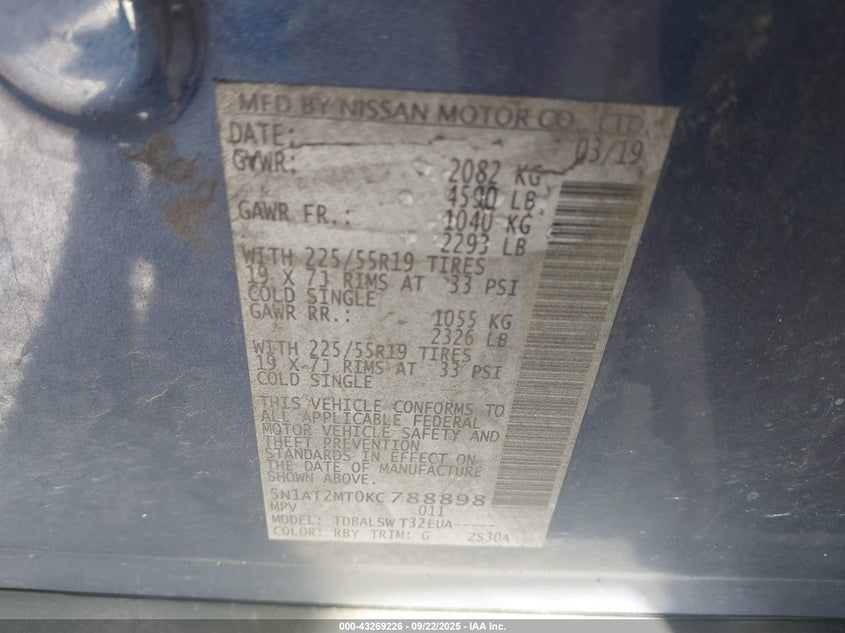 MFD BY NISSAN MOTOR CO., LTD.
DATE: 03/19
GVWR: 2082 KG
4590 LB
GAWR FR.: 1040 KG
2293 LB
WITH 225/55R19 TIRES
19 X 7J RIMS AT 33 PSI
COLD SINGLE
GAWR RR.: 1055 KG
2326 LB
WITH 225/55R19 TIRES
19 X 7J RIMS AT 33 PSI
COLD SINGLE
THIS VEHICLE CONFORMS TO
ALL APPLICABLE FEDERAL
MOTOR VEHICLE SAFETY AND
THEFT PREVENTION
STANDARDS IN EFFECT ON
THE DATE OF MANUFACTURE
SHOWN ABOVE.
5N1AT2MT0KC788898
MPV 011
MODEL: TDBALSW T32EUA-----
COLOR: RBY TRIM: G ZS30A
000-43269226 - 09/22/2025 - IAA Inc.